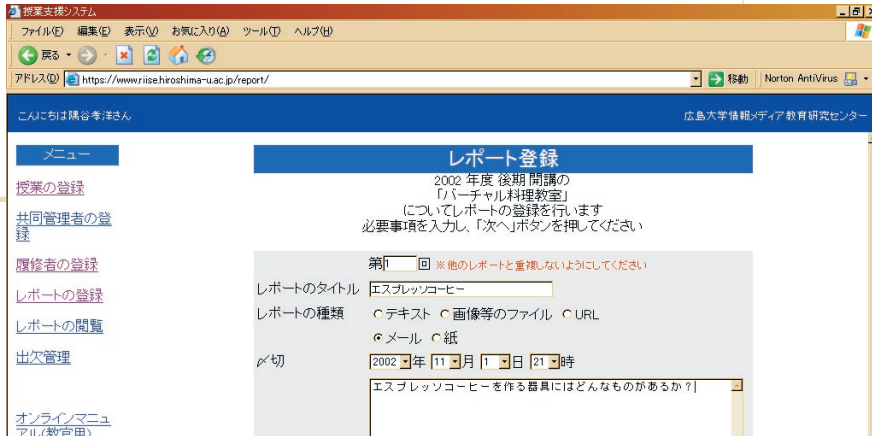 授業支援システム
ファイル(F) 編集(E) 表示(V) お気に入り(A) ツール(T) ヘルプ(H)
戻る
アドレス(D) https://www.riise.hiroshima-u.ac.jp/report/ 移動 Norton AntiVirus
こんにちは隅谷孝洋さん 広島大学情報メディア教育研究センター
メニュー
授業の登録
共同管理者の登
録
履修者の登録
レポートの登録
レポートの閲覧
出欠管理
オンラインマニュ
アル(教官用)
レポート登録
2002 年度 後期 開講の
「バーチャル料理教室」
についてレポートの登録を行います
必要事項を入力し、「次へ」ボタンを押してください
第1 回 ※他のレポートと重複しないようにしてください
レポートのタイトル エスプレッソコーヒー
レポートの種類 テキスト 画像等のファイル URL
メール 紙
〆切 2002 年 11 月 1 日 21 時
エスプレッソコーヒーを作る器具にはどんなものがあるか?